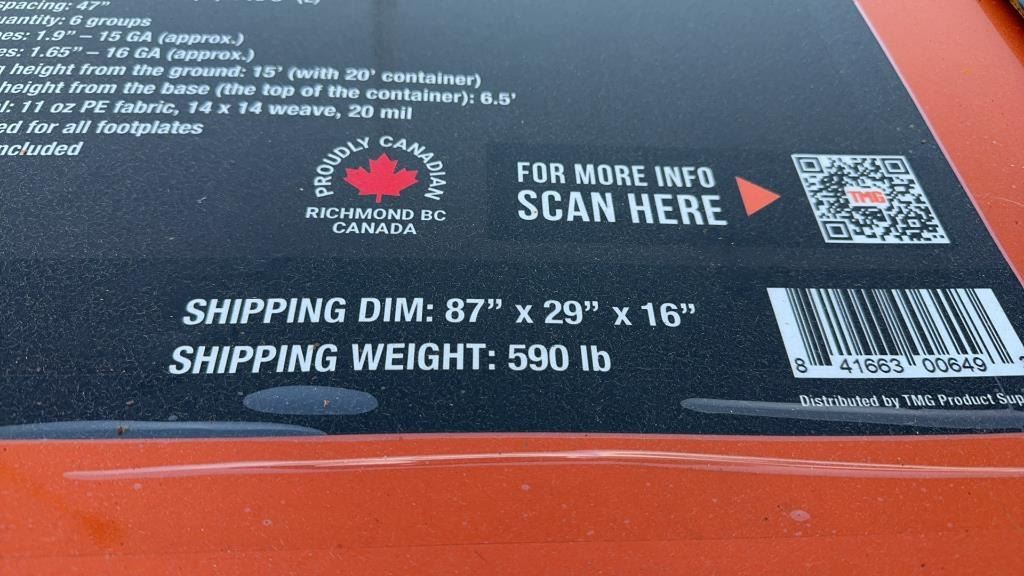 spacing: 47”
uantity: 6 groups
es: 1.9” – 15 GA (approx.)
es: 1.65” – 16 GA (approx.)
g height from the ground: 15’ (with 20’ container)
height from the base (the top of the container): 6.5’
l: 11 oz PE fabric, 14 x 14 weave, 20 mil
ed for all footplates
ncluded
PROUDLY CANADIAN
RICHMOND BC
CANADA
FOR MORE INFO
SCAN HERE
TMG
SHIPPING DIM: 87” x 29” x 16”
SHIPPING WEIGHT: 590 lb
8 41663 00649
Distributed by TMG Product Sup